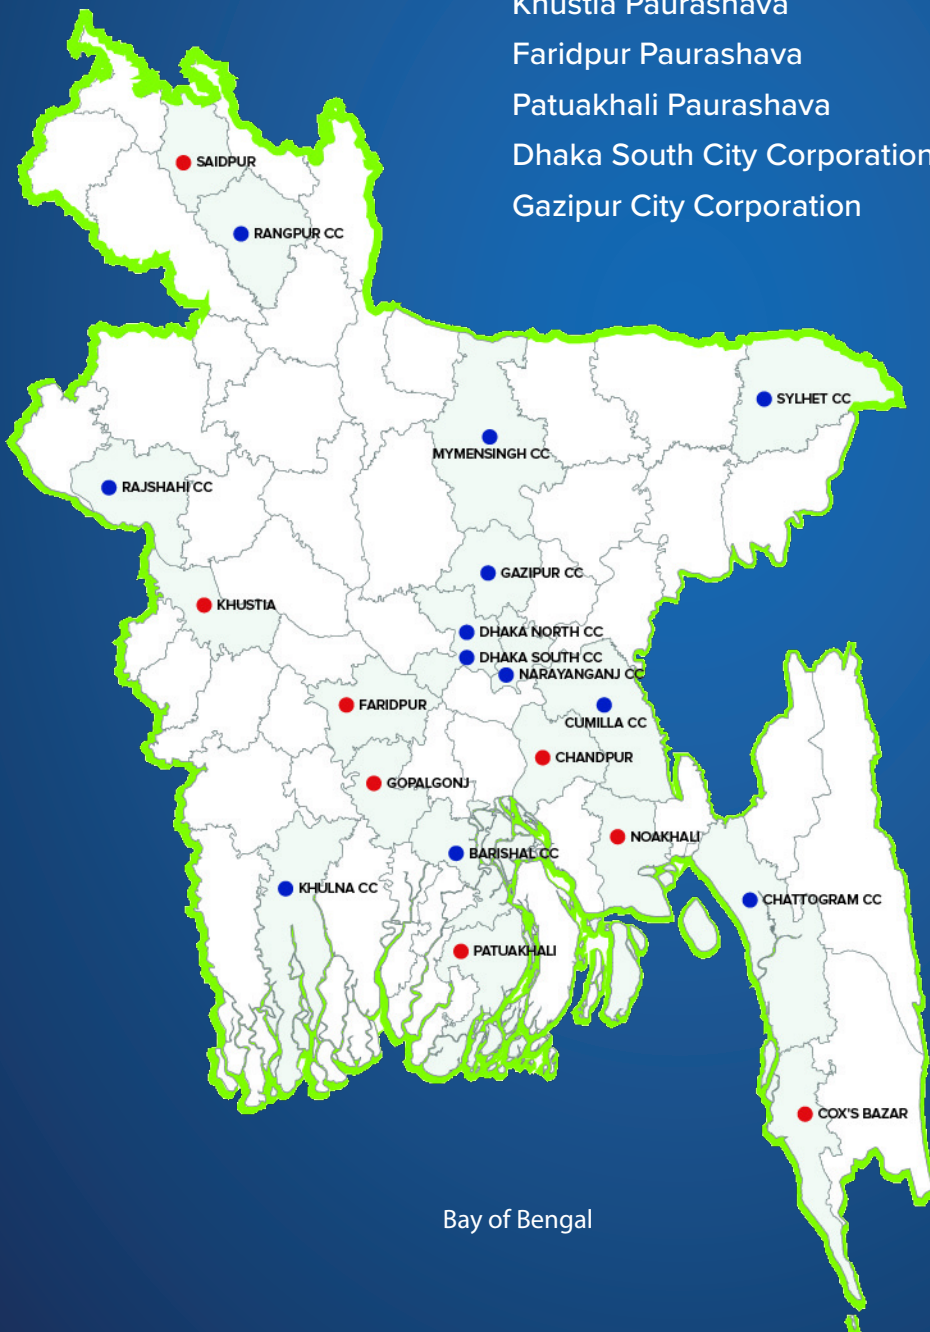 Khustia Paurashava
Faridpur Paurashava
Patuakhali Paurashava
Dhaka South City Corporation
Gazipur City Corporation
SAIDPUR
RANGPUR CC
SYLHET CC
MYMENSINGH CC
RAJSHAHI CC
GAZIPUR CC
KHUSTIA
DHAKA NORTH CC
DHAKA SOUTH CC
NARAYANGANJ CC
FARIDPUR
CUMILLA CC
CHANDPUR
GOPALGONJ
NOAKHALI
BARISHAL CC
KHULNA CC
CHATTOGRAM CC
PATUAKHALI
COX'S BAZAR
Bay of Bengal